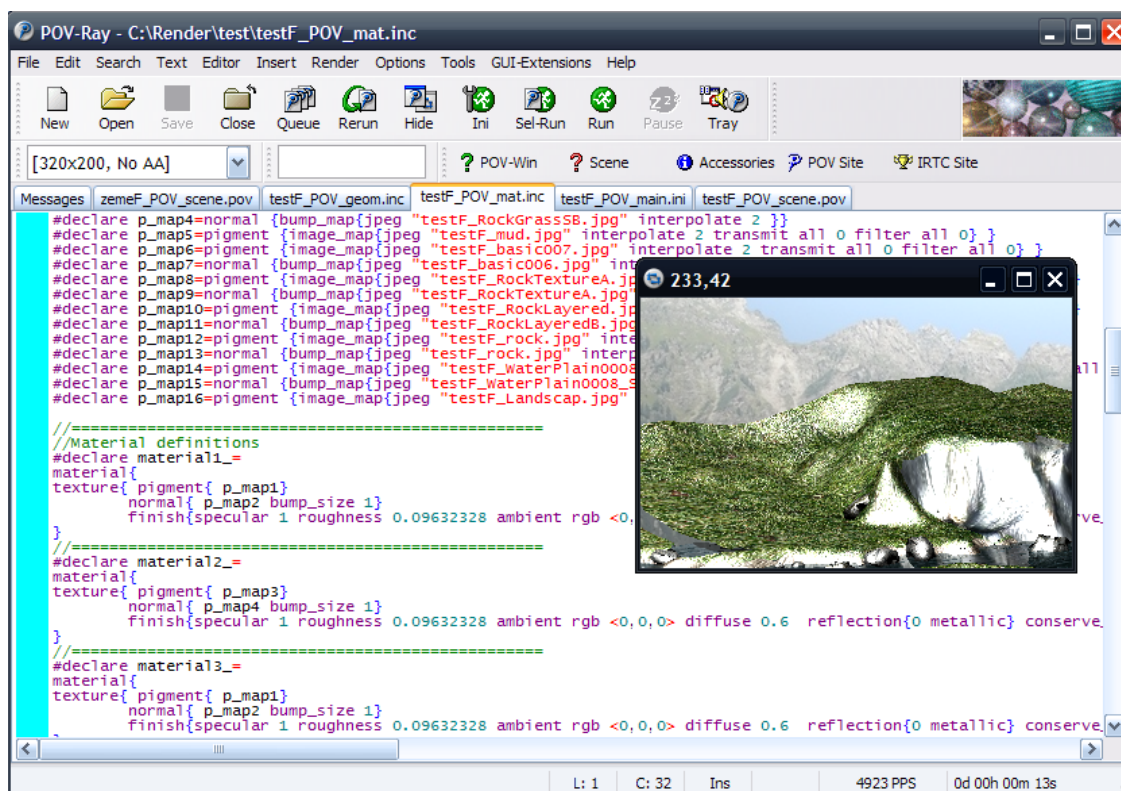 POV-Ray - C:\Render\test\testF_POV_mat.inc
File Edit Search Text Editor Insert Render Options Tools GUI-Extensions Help
New Open Save Close Queue Rerun Hide Ini Sel-Run Run Pause Tray
[320x200, No AA] ? POV-Win ? Scene Accessories POV Site IRTC Site
Messages zemeF_POV_scene.pov testF_POV_geom.inc testF_POV_mat.inc testF_POV_main.ini testF_POV_scene.pov
#declare p_map4=normal {bump_map{jpeg "testF_RockGrassSB.jpg" interpolate 2 }}
#declare p_map5=pigment {image_map{jpeg "testF_mud.jpg" interpolate 2 transmit all 0 filter all 0} }
#declare p_map6=pigment {image_map{jpeg "testF_basic007.jpg" interpolate 2 transmit all 0 filter all 0} }
#declare p_map7=normal {bump_map{jpeg "testF_basic006.jpg" int
#declare p_map8=pigment {image_map{jpeg "testF_RockTextureA.j }
#declare p_map9=normal {bump_map{jpeg "testF_RockTextureA.jpg"
#declare p_map10=pigment {image_map{jpeg "testF_RockLayered.j }
#declare p_map11=normal {bump_map{jpeg "testF_RockLayeredB.jp
#declare p_map12=pigment {image_map{jpeg "testF_rock.jpg" inte
#declare p_map13=normal {bump_map{jpeg "testF_rock.jpg" interp
#declare p_map14=pigment {image_map{jpeg "testF_WaterPlain0008 all
#declare p_map15=normal {bump_map{jpeg "testF_WaterPlain0008_S
#declare p_map16=pigment {image_map{jpeg "testF_Landscap.jpg"
233,42
//==================================================
//Material definitions
#declare material1_=
material{
texture{ pigment{ p_map1}
normal{ p_map2 bump_size 1}
finish{specular 1 roughness 0.09632328 ambient rgb <0, rve_
}
//==================================================
#declare material2_=
material{
texture{ pigment{ p_map3}
normal{ p_map4 bump_size 1}
finish{specular 1 roughness 0.09632328 ambient rgb <0,0,0> diffuse 0.6 reflection{0 metallic} conserve_
}
//==================================================
#declare material3_=
material{
texture{ pigment{ p_map1}
normal{ p_map2 bump_size 1}
finish{specular 1 roughness 0.09632328 ambient rgb <0,0,0> diffuse 0.6 reflection{0 metallic} conserve_
L: 1 C: 32 Ins 4923 PPS 0d 00h 00m 13s